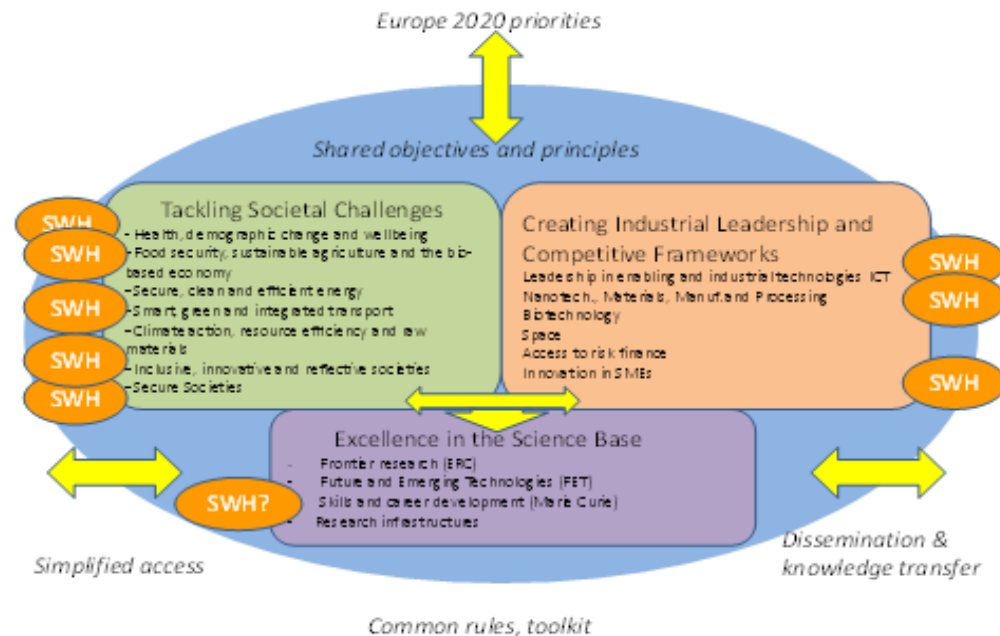 Europe 2020 priorities
Shared objectives and principles
Tackling Societal Challenges
- Health, demographic change and wellbeing
- Food security, sustainable agriculture and the bio-
based economy
- Secure, clean and efficient energy
- Smart, green and integrated transport
- Climate action, resource efficiency and raw
materials
- Inclusive, innovative and reflective societies
- Secure Societies
SWH
SWH
SWH
SWH
SWH
Creating Industrial Leadership and
Competitive Frameworks
Leadership in enabling and industrial technologies ICT
Nanotech., Materials, Manuf. and Processing
Biotechnology
Space
Access to risk finance
Innovation in SMEs
SWH
SWH
SWH
Excellence in the Science Base
- Frontier research (ERC)
- Future and Emerging Technologies (FET)
- Skills and career development (Marie Curie)
- Research infrastructures
SWH?
Simplified access
Dissemination &
knowledge transfer
Common rules, toolkit